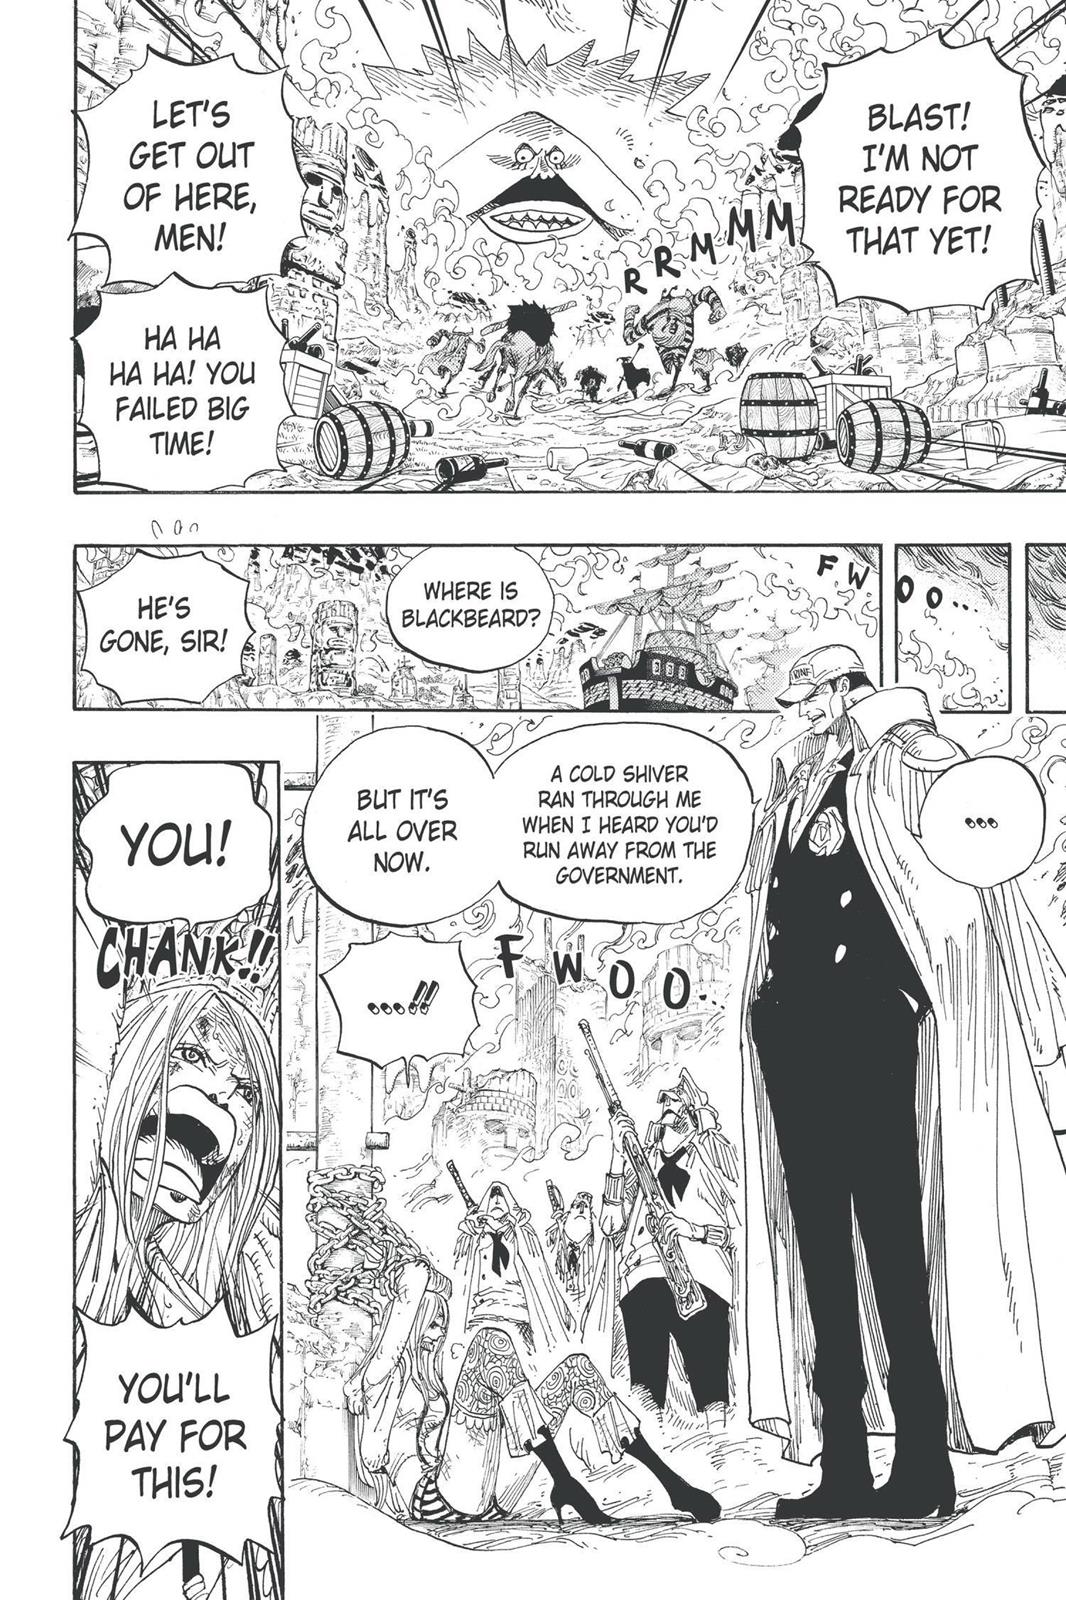 BLAST!
I'M NOT
READY FOR
THAT YET!
LET'S
GET OUT
OF HERE,
MEN!
RRMMM
HA HA
HA HA! YOU
FAILED BIG
TIME!
FWOO...
WHERE IS
BLACKBEARD?
HE'S
GONE, SIR!
...
A COLD SHIVER
RAN THROUGH ME
WHEN I HEARD YOU'D
RUN AWAY FROM THE
GOVERNMENT.
BUT IT'S
ALL OVER
NOW.
FWOO...
...!!
YOU!
CHANK!!
YOU'LL
PAY FOR
THIS!